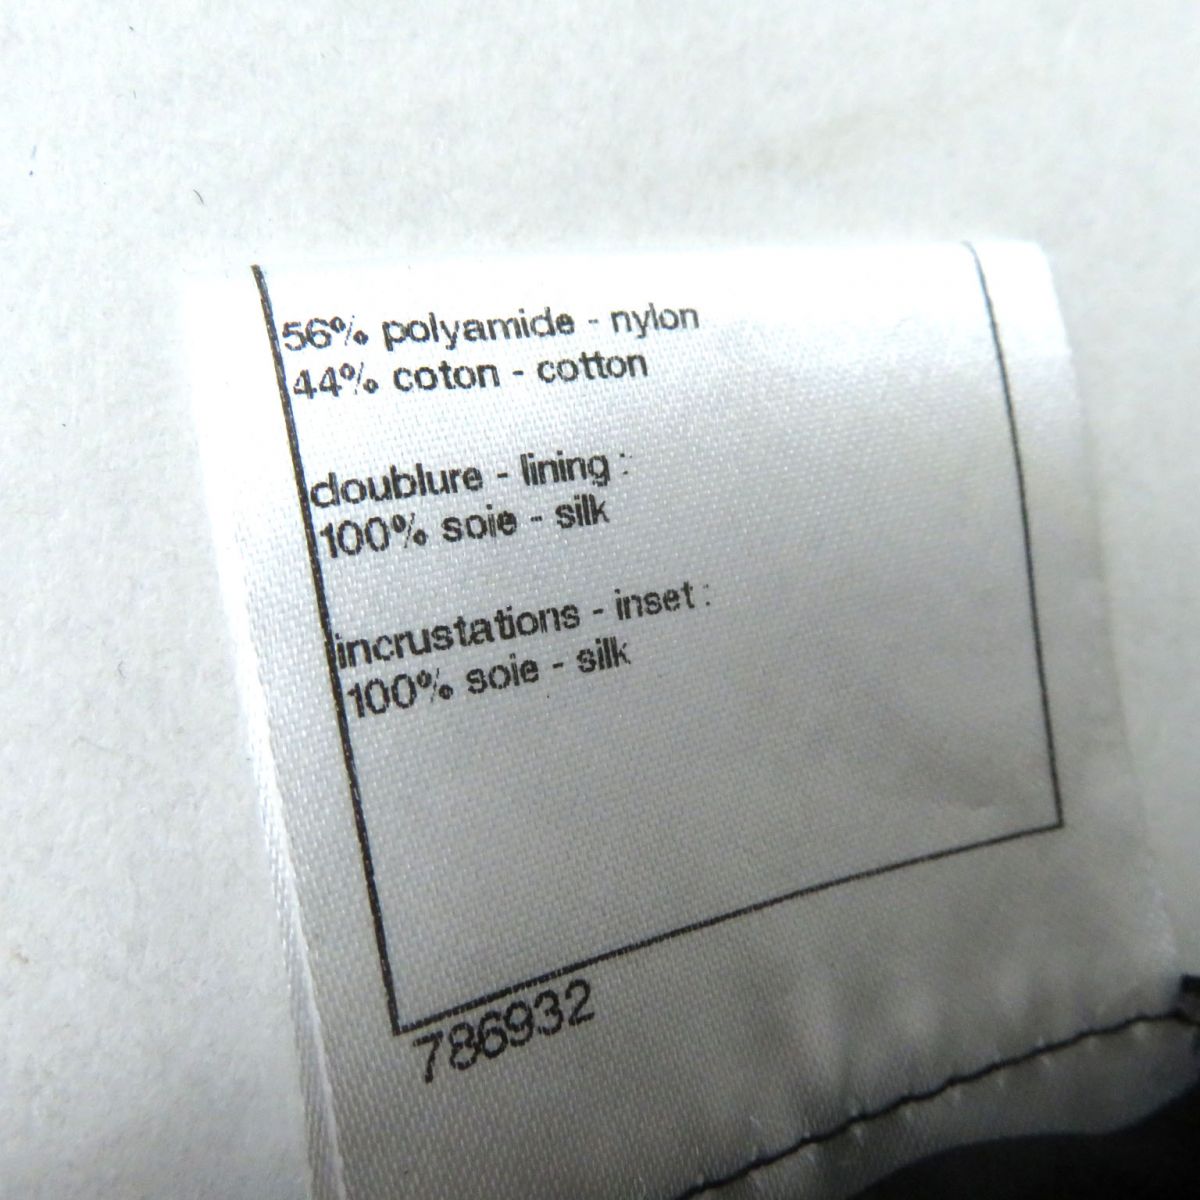 56% polyamide - nylon
44% coton - cotton
doublure - lining :
100% soie - silk
incrustations - inset :
100% soie - silk
786932